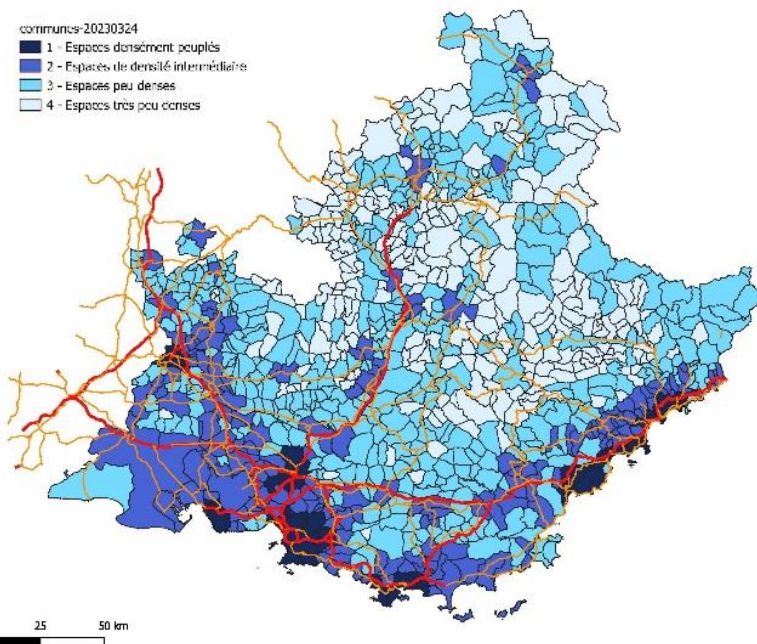 communes-20230324
1 - Espaces densément peuplés
2 - Espaces de densité intermédiaire
3 - Espaces peu denses
4 - Espaces très peu denses
25 50 km